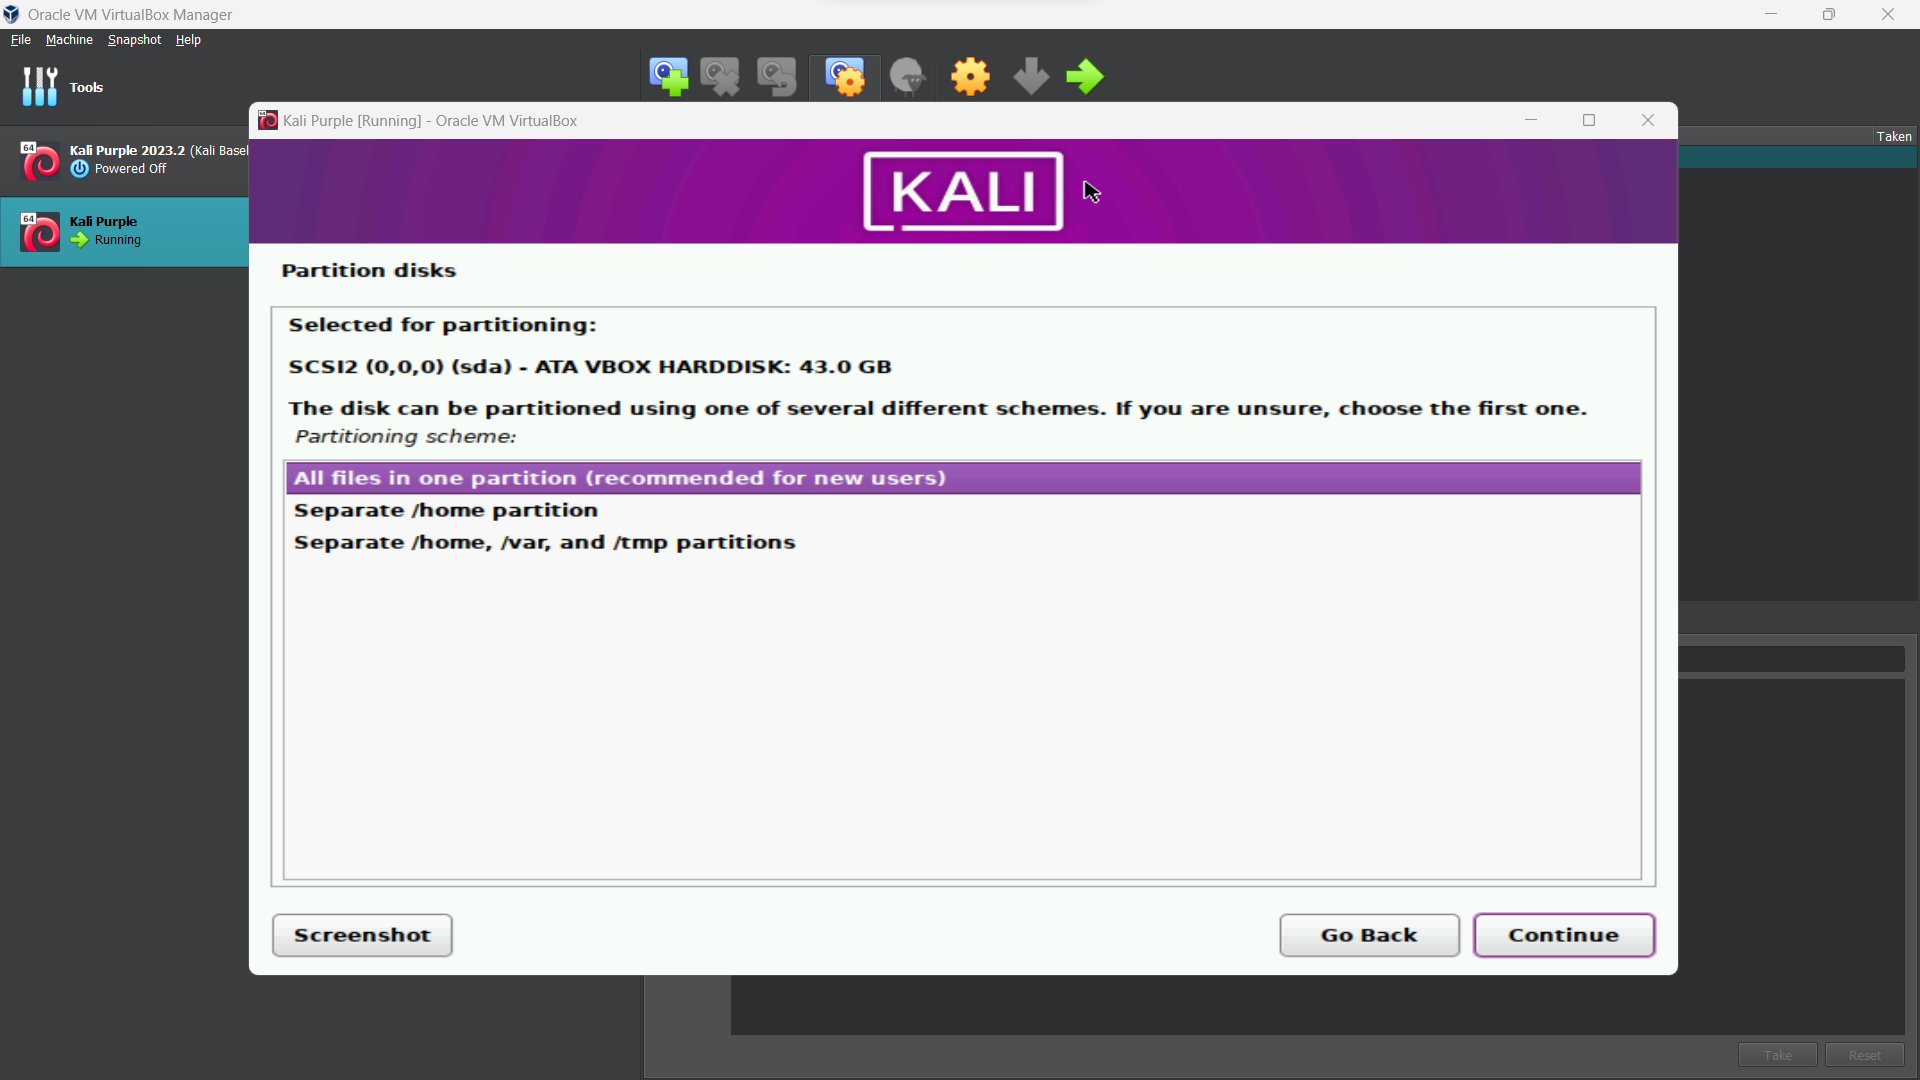 Oracle VM VirtualBox Manager
File Machine Snapshot Help
Tools
Kali Purple 2023.2 (Kali Basel
Powered Off
Kali Purple
Running
Taken
Kali Purple [Running] - Oracle VM VirtualBox
KALI
Partition disks
Selected for partitioning:
SCSI2 (0,0,0) (sda) - ATA VBOX HARDDISK: 43.0 GB
The disk can be partitioned using one of several different schemes. If you are unsure, choose the first one.
Partitioning scheme:
All files in one partition (recommended for new users)
Separate /home partition
Separate /home, /var, and /tmp partitions
Screenshot
Go Back
Continue
Take
Reset
64
64